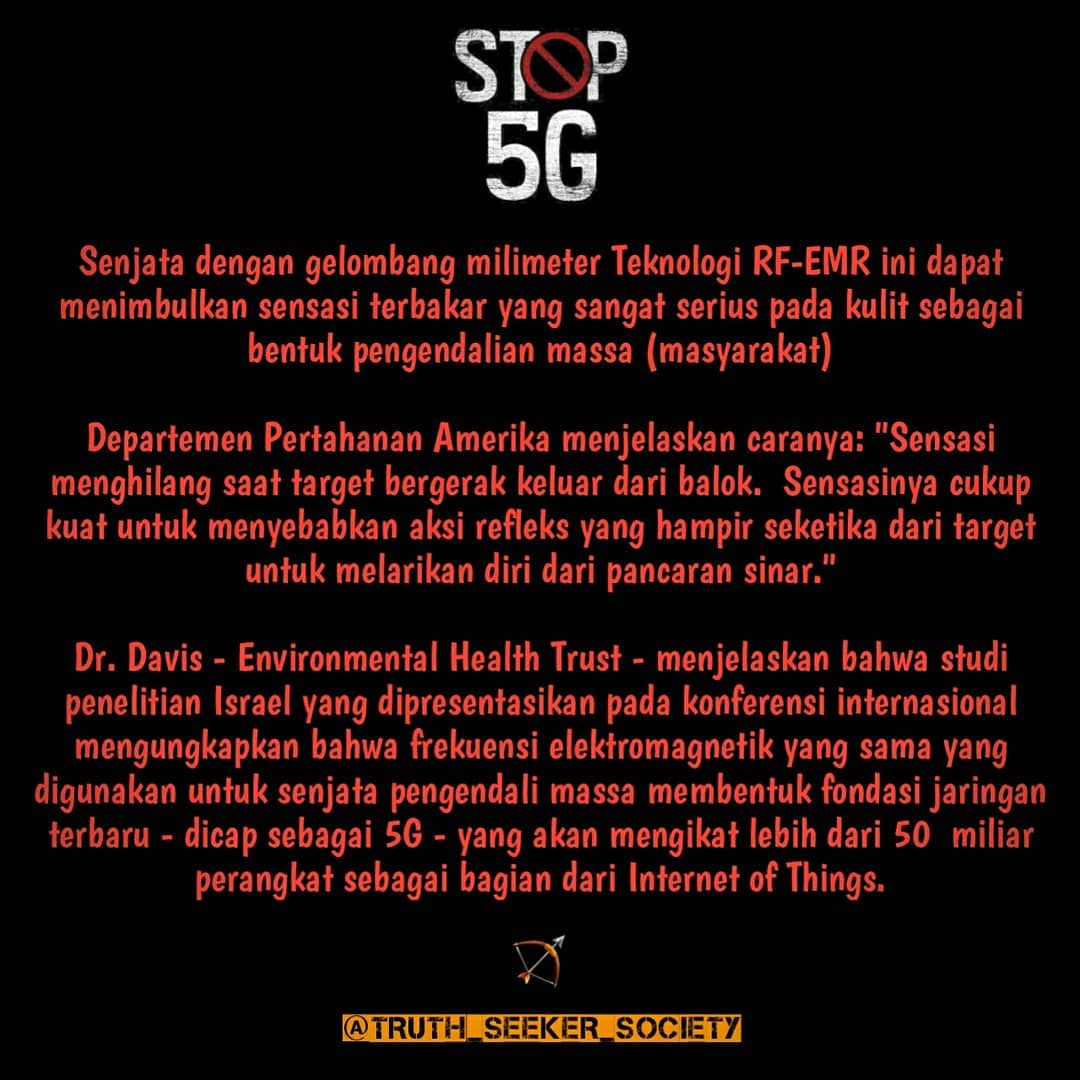 STOP
5G
Senjata dengan gelombang milimeter Teknologi RF-EMR ini dapat
menimbulkan sensasi terbakar yang sangat serius pada kulit sebagai
bentuk pengendalian massa (masyarakat)
Departemen Pertahanan Amerika menjelaskan caranya: "Sensasi
menghilang saat target bergerak keluar dari balok.  Sensasinya cukup
kuat untuk menyebabkan aksi refleks yang hampir seketika dari target
untuk melarikan diri dari pancaran sinar."
Dr. Davis - Environmental Health Trust - menjelaskan bahwa studi
penelitian Israel yang dipresentasikan pada konferensi internasional
mengungkapkan bahwa frekuensi elektromagnetik yang sama yang
digunakan untuk senjata pengendali massa membentuk fondasi jaringan
terbaru - dicap sebagai 5G - yang akan mengikat lebih dari 50  miliar
perangkat sebagai bagian dari Internet of Things.
@TRUTH_SEEKER_SOCIETY